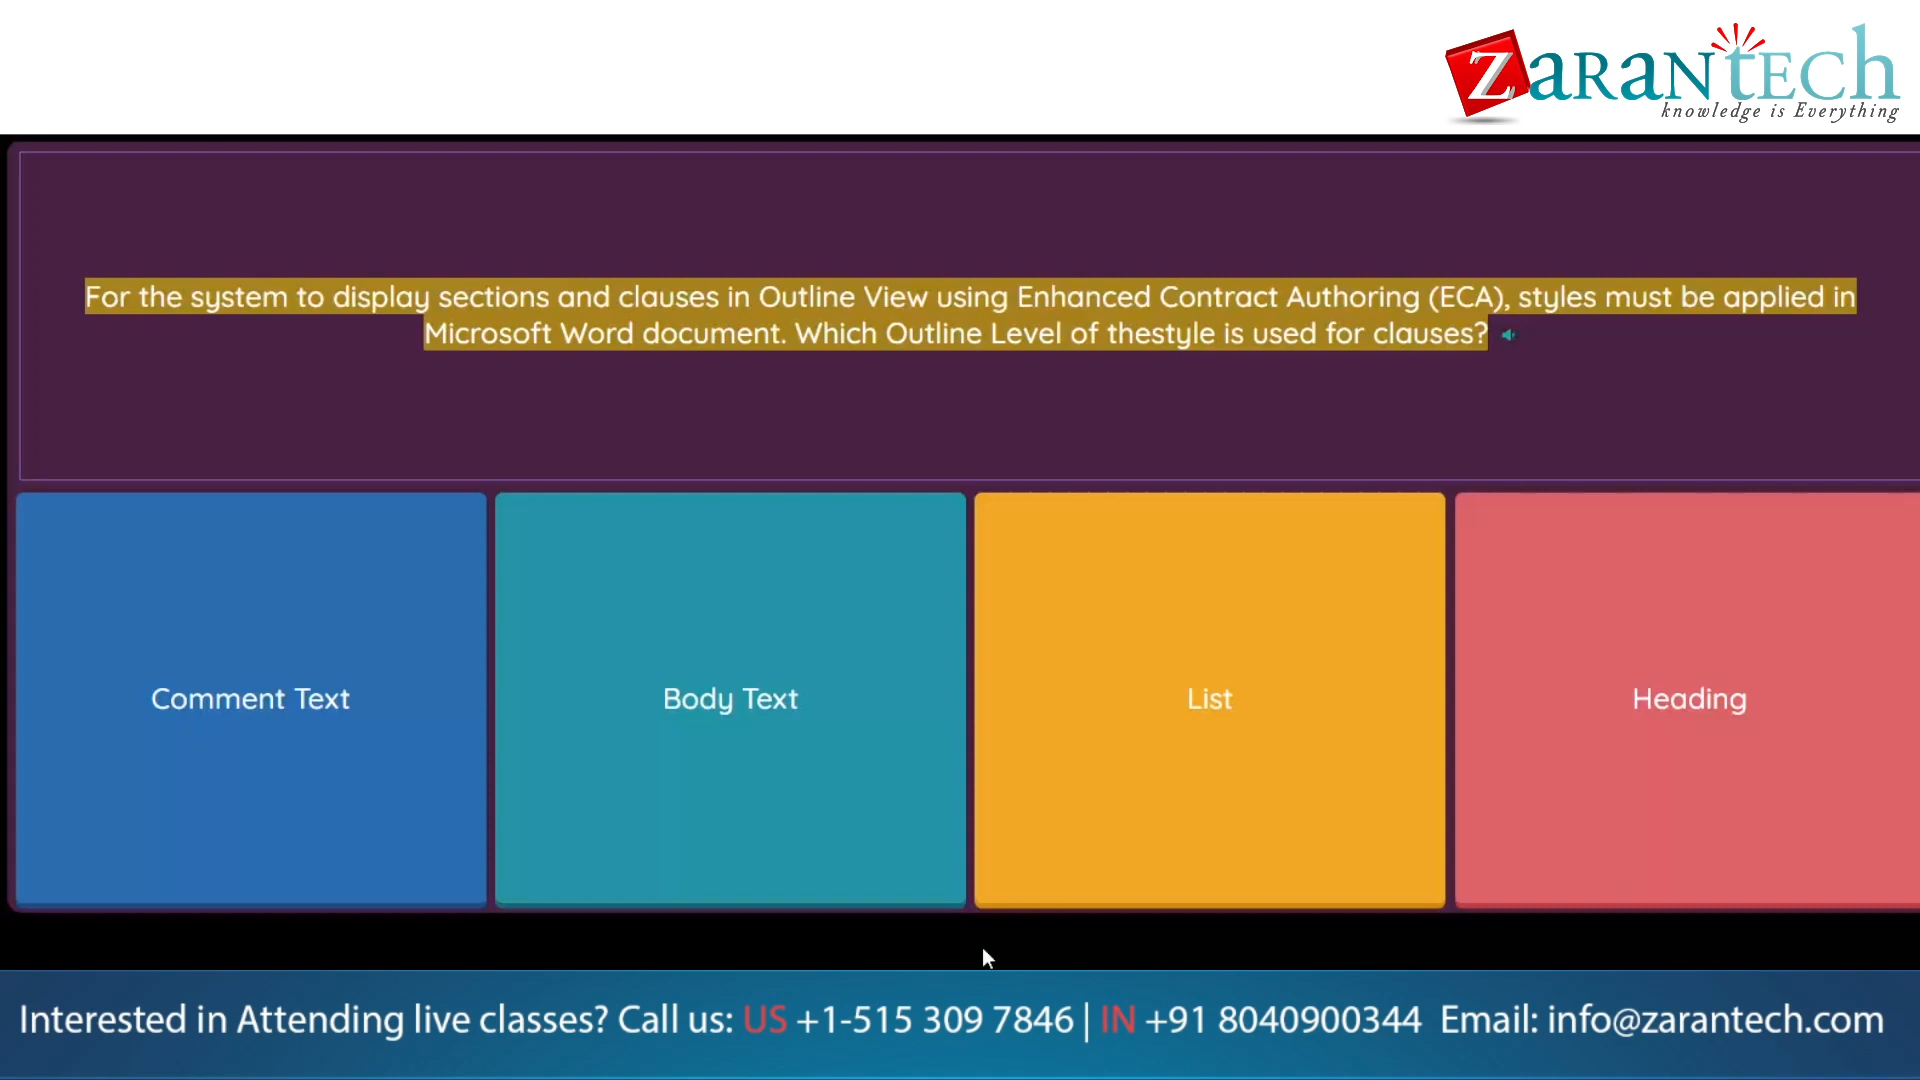 ZaranTech
knowledge is Everything
For the system to display sections and clauses in Outline View using Enhanced Contract Authoring (ECA), styles must be applied in
Microsoft Word document. Which Outline Level of thestyle is used for clauses?
Comment Text
Body Text
List
Heading
Interested in Attending live classes? Call us: US +1-515 309 7846 | IN +91 8040900344 Email: info@zarantech.com